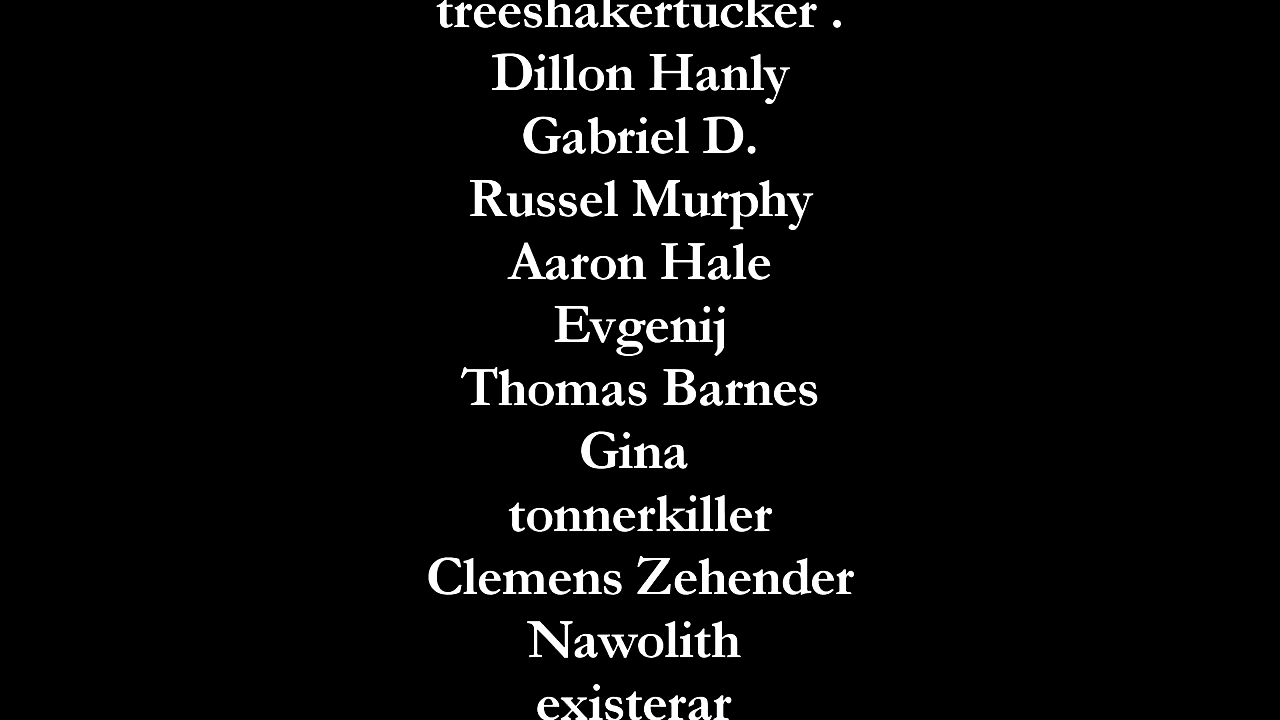 treeshakertucker .
Dillon Hanly
Gabriel D.
Russel Murphy
Aaron Hale
Evgenij
Thomas Barnes
Gina
tonnerkiller
Clemens Zehender
Nawolith
existerar